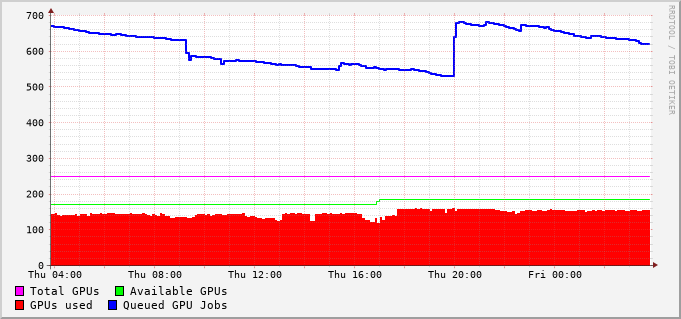 700
600
500
400
300
200
100
0
Thu 04:00 Thu 08:00 Thu 12:00 Thu 16:00 Thu 20:00 Fri 00:00
Total GPUs Available GPUs
GPUs used Queued GPU Jobs
RRDTOOL / TOBI OETIKER